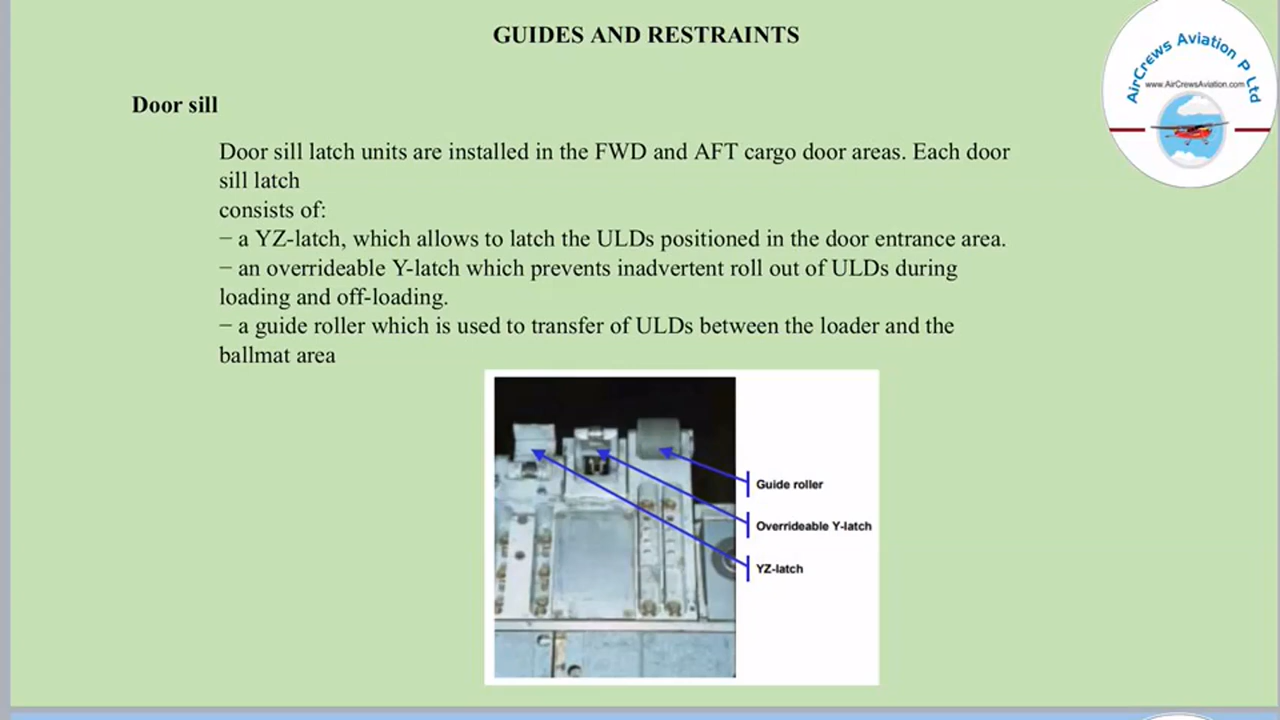 GUIDES AND RESTRAINTS
AirCrews Aviation P Ltd
www.AirCrewsAviation.com
Door sill
Door sill latch units are installed in the FWD and AFT cargo door areas. Each door
sill latch
consists of:
− a YZ-latch, which allows to latch the ULDs positioned in the door entrance area.
− an overrideable Y-latch which prevents inadvertent roll out of ULDs during
loading and off-loading.
− a guide roller which is used to transfer of ULDs between the loader and the
ballmat area
Guide roller
Overrideable Y-latch
YZ-latch